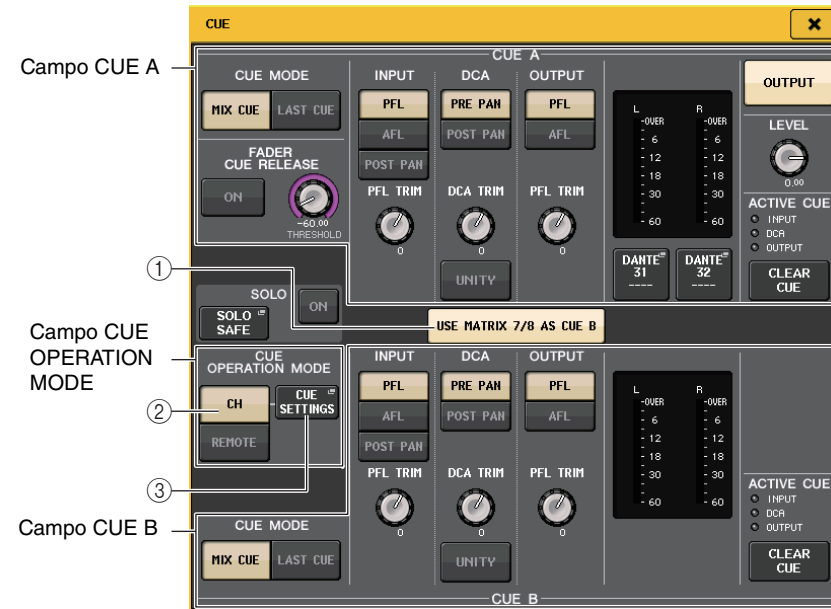 CUE
CUE A
Campo CUE A
CUE MODE
MIX CUE
LAST CUE
FADER
CUE RELEASE
ON
-60.00
THRESHOLD
INPUT
PFL
AFL
POST PAN
PFL TRIM
0
DCA
PRE PAN
POST PAN
DCA TRIM
0
UNITY
OUTPUT
PFL
AFL
PFL TRIM
0
L R
-OVER -OVER
- 6 - 6
- 12 - 12
- 18 - 18
- 30 - 30
- 60 - 60
DANTE
31
----
DANTE
32
----
OUTPUT
LEVEL
0.00
ACTIVE CUE
INPUT
DCA
OUTPUT
CLEAR
CUE
①
SOLO
SOLO
SAFE
ON
USE MATRIX 7/8 AS CUE B
Campo CUE
OPERATION
MODE
CUE
OPERATION MODE
CH
CUE
SETTINGS
REMOTE
②
③
Campo CUE B
CUE MODE
MIX CUE
LAST CUE
INPUT
PFL
AFL
POST PAN
PFL TRIM
0
DCA
PRE PAN
POST PAN
DCA TRIM
0
UNITY
OUTPUT
PFL
AFL
PFL TRIM
0
L R
-OVER -OVER
- 6 - 6
- 12 - 12
- 18 - 18
- 30 - 30
- 60 - 60
ACTIVE CUE
INPUT
DCA
OUTPUT
CLEAR
CUE
CUE B